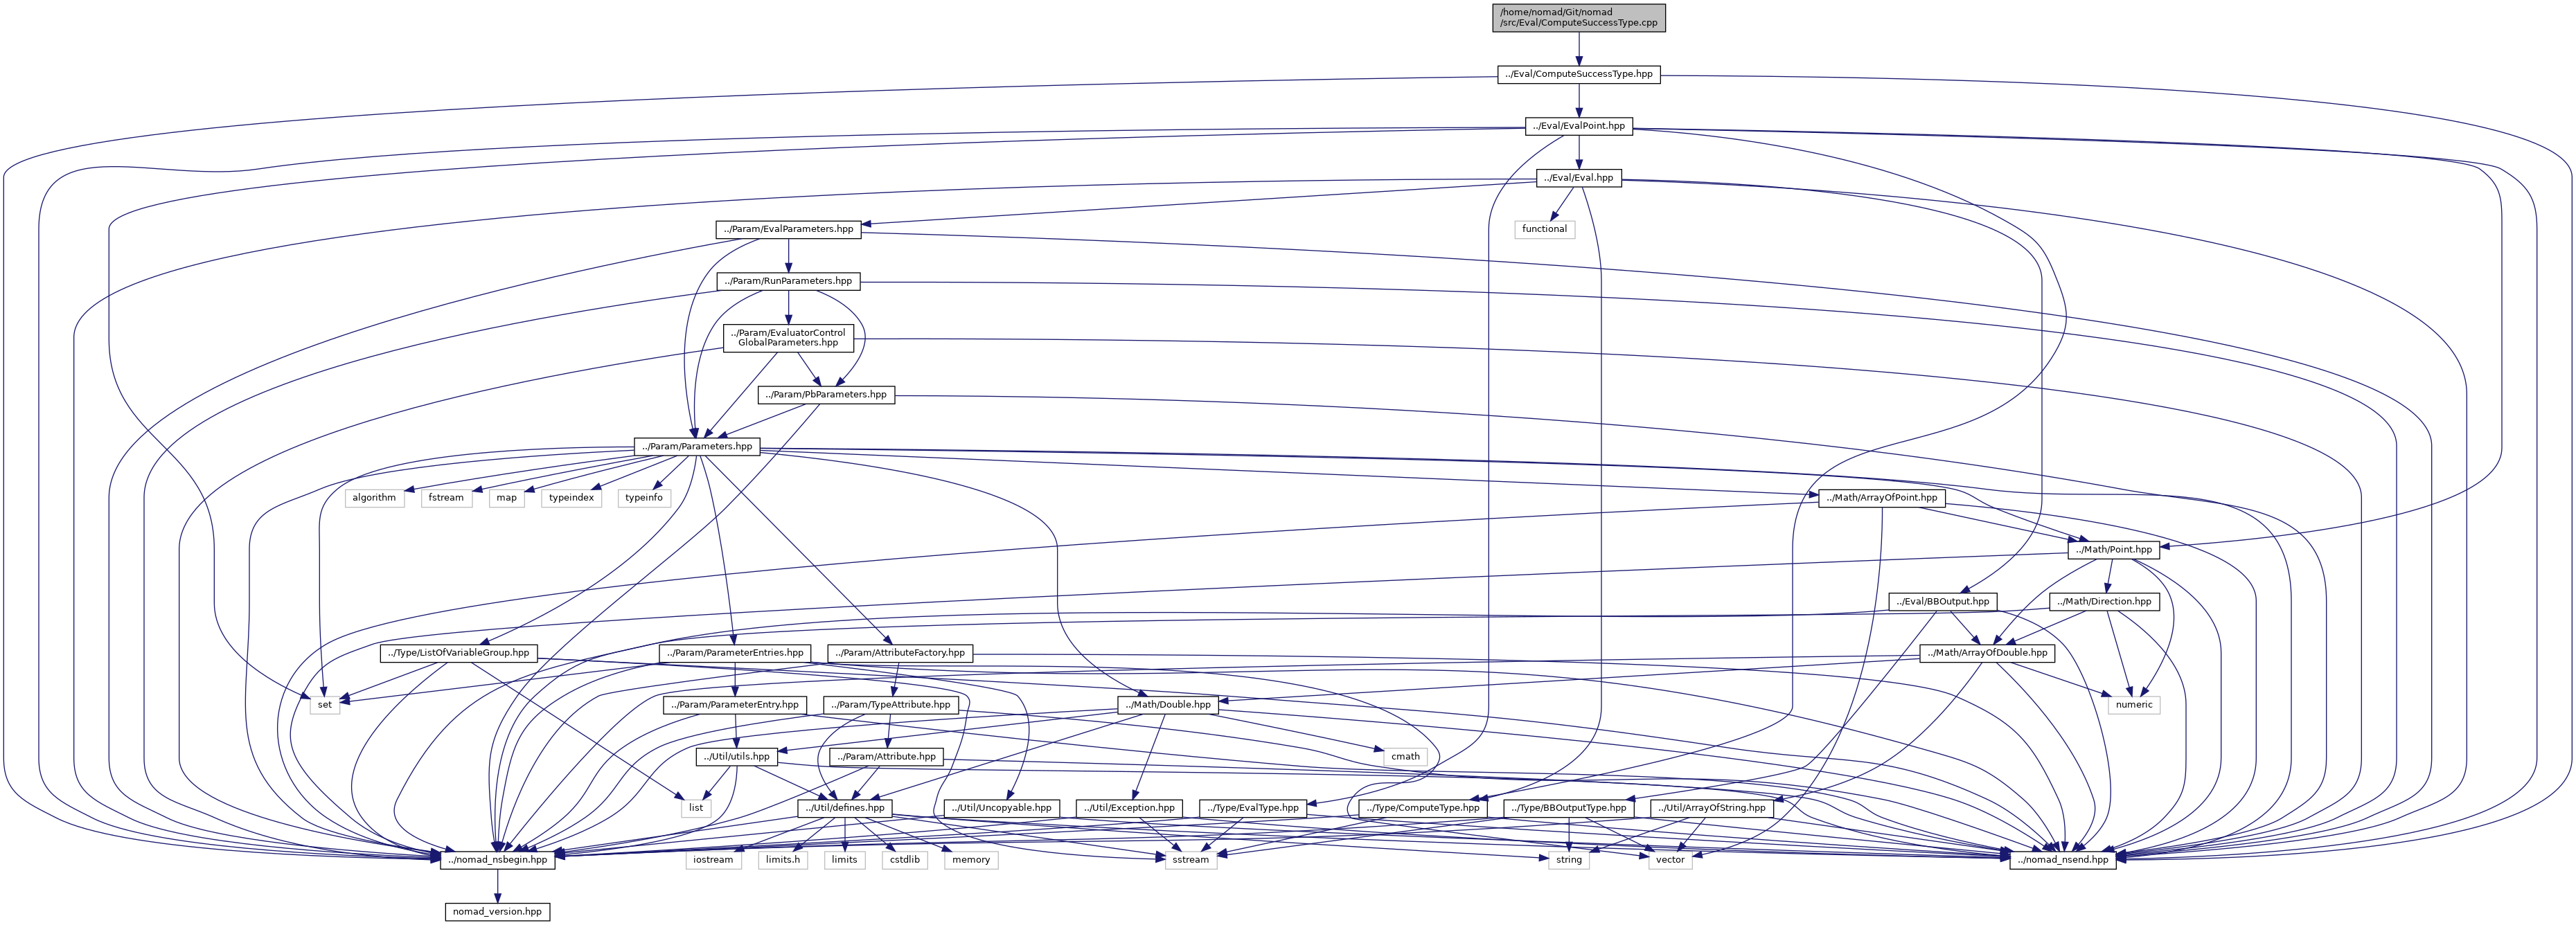 /home/nomad/Git/nomad
/src/Eval/ComputeSuccessType.cpp
../Eval/ComputeSuccessType.hpp
../Eval/EvalPoint.hpp
../Eval/Eval.hpp
../Param/EvalParameters.hpp
functional
../Param/RunParameters.hpp
../Param/EvaluatorControl
GlobalParameters.hpp
../Param/PbParameters.hpp
../Param/Parameters.hpp
algorithm
fstream
map
typeindex
typeinfo
../Math/ArrayOfPoint.hpp
../Math/Point.hpp
../Eval/BBOutput.hpp
../Math/Direction.hpp
../Type/ListOfVariableGroup.hpp
../Param/ParameterEntries.hpp
../Param/AttributeFactory.hpp
../Math/ArrayOfDouble.hpp
set
../Param/ParameterEntry.hpp
../Param/TypeAttribute.hpp
../Math/Double.hpp
numeric
../Util/utils.hpp
../Param/Attribute.hpp
cmath
list
../Util/defines.hpp
../Util/Uncopyable.hpp
../Util/Exception.hpp
../Type/EvalType.hpp
../Type/ComputeType.hpp
../Type/BBOutputType.hpp
../Util/ArrayOfString.hpp
../nomad_nsbegin.hpp
iostream
limits.h
limits
cstdlib
memory
sstream
string
vector
../nomad_nsend.hpp
nomad_version.hpp